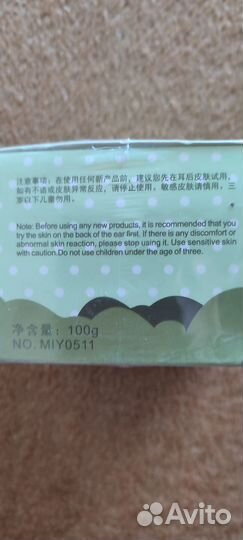 注意事项：在使用任何新产品前，建议您先在耳后皮肤试用，
如有不适或皮肤异常反应，请停止使用。敏感皮肤请慎用。三
岁以下儿童勿用。
Note: Before using any new products, it is recommended that you
try the skin on the back of the ear first. If there is any discomfort or
abnormal skin reaction, please stop using it. Use sensitive skin
with caution.Do not use children under the age of three.
净含量：100g
NO. MIY0511
Avito